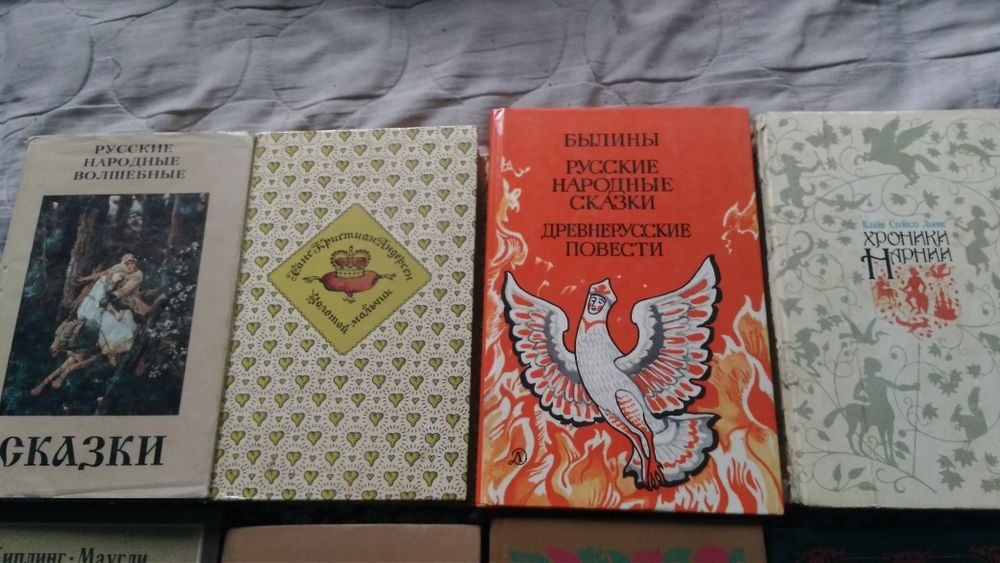 РУССКИЕ
НАРОДНЫЕ
ВОЛШЕБНЫЕ
СКАЗКИ
Ганс Кристиан Андерсен
Золотой мальчик
БЫЛИНЫ
РУССКИЕ
НАРОДНЫЕ
СКАЗКИ
ДРЕВНЕРУССКИЕ
ПОВЕСТИ
Д
Клайв Стейплз Льюис
ХРОНИКИ
НАРНИИ
Киплинг · Маугли